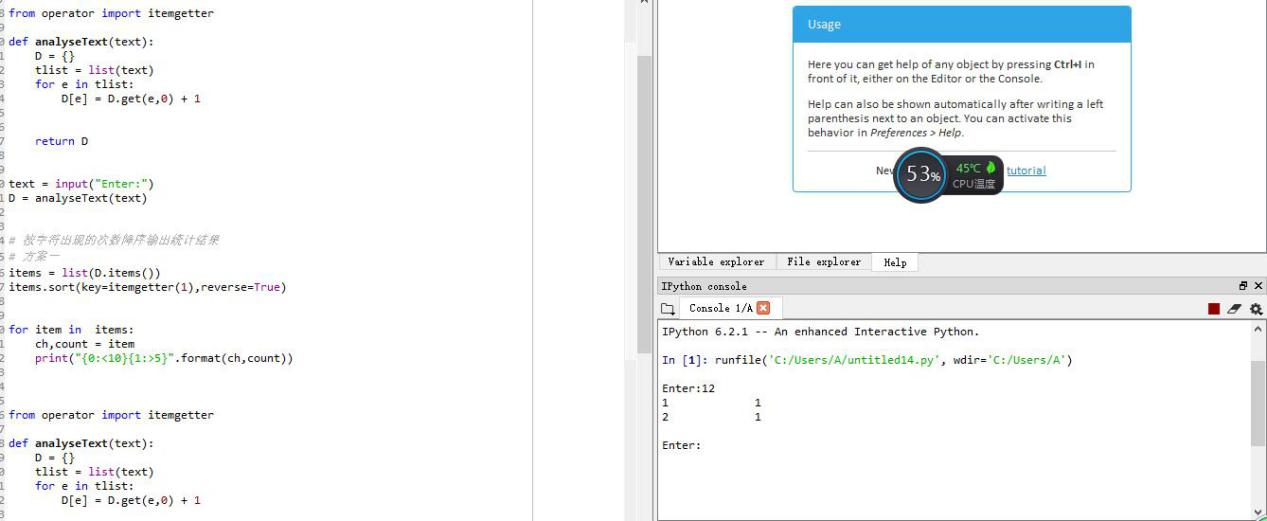 from operator import itemgetter
def analyseText(text):
D = {}
tlist = list(text)
for e in tlist:
D[e] = D.get(e,0) + 1
return D
text = input("Enter:")
D = analyseText(text)
# 按字符出现的次数降序输出统计结果
# 方案一
items = list(D.items())
items.sort(key=itemgetter(1),reverse=True)
for item in  items:
ch,count = item
print("{0:<10}{1:>5}".format(ch,count))
from operator import itemgetter
def analyseText(text):
D = {}
tlist = list(text)
for e in tlist:
D[e] = D.get(e,0) + 1
Usage
Here you can get help of any object by pressing Ctrl+I in
front of it, either on the Editor or the Console.
Help can also be shown automatically after writing a left
parenthesis next to an object. You can activate this
behavior in Preferences > Help.
tutorial
53%
45℃
CPU温度
Variable explorer File explorer Help
IPython console
Console 1/A
IPython 6.2.1 -- An enhanced Interactive Python.
In [1]: runfile('C:/Users/A/untitled14.py', wdir='C:/Users/A')
Enter:12
1 1
2 1
Enter: